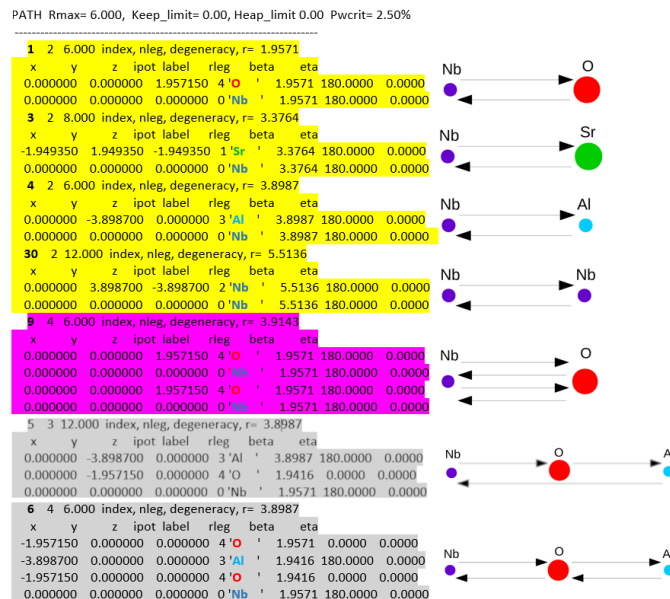 PATH Rmax= 6.000, Keep_limit= 0.00, Heap_limit 0.00 Pwcrit= 2.50%
-----------------------------------------------------------------------
1 2 6.000 index, nleg, degeneracy, r= 1.9571
x y z ipot label rleg beta eta
0.000000 0.000000 1.957150 4 'O ' 1.9571 180.0000 0.0000
0.000000 0.000000 0.000000 0 'Nb ' 1.9571 180.0000 0.0000
Nb O
3 2 8.000 index, nleg, degeneracy, r= 3.3764
x y z ipot label rleg beta eta
-1.949350 1.949350 -1.949350 1 'Sr ' 3.3764 180.0000 0.0000
0.000000 0.000000 0.000000 0 'Nb ' 3.3764 180.0000 0.0000
Nb Sr
4 2 6.000 index, nleg, degeneracy, r= 3.8987
x y z ipot label rleg beta eta
0.000000 -3.898700 0.000000 3 'Al ' 3.8987 180.0000 0.0000
0.000000 0.000000 0.000000 0 'Nb ' 3.8987 180.0000 0.0000
Nb Al
30 2 12.000 index, nleg, degeneracy, r= 5.5136
x y z ipot label rleg beta eta
0.000000 3.898700 -3.898700 2 'Nb ' 5.5136 180.0000 0.0000
0.000000 0.000000 0.000000 0 'Nb ' 5.5136 180.0000 0.0000
Nb Nb
9 4 6.000 index, nleg, degeneracy, r= 3.9143
x y z ipot label rleg beta eta
0.000000 0.000000 1.957150 4 'O ' 1.9571 180.0000 0.0000
0.000000 0.000000 0.000000 0 'Nb ' 1.9571 180.0000 0.0000
0.000000 0.000000 1.957150 4 'O ' 1.9571 180.0000 0.0000
0.000000 0.000000 0.000000 0 'Nb ' 1.9571 180.0000 0.0000
Nb O
5 3 12.000 index, nleg, degeneracy, r= 3.8987
x y z ipot label rleg beta eta
0.000000 -3.898700 0.000000 3 'Al ' 3.8987 180.0000 0.0000
0.000000 -1.957150 0.000000 4 'O ' 1.9416 0.0000 0.0000
0.000000 0.000000 0.000000 0 'Nb ' 1.9571 180.0000 0.0000
Nb O A
6 4 6.000 index, nleg, degeneracy, r= 3.8987
x y z ipot label rleg beta eta
-1.957150 0.000000 0.000000 4 'O ' 1.9571 0.0000 0.0000
-3.898700 0.000000 0.000000 3 'Al ' 1.9416 180.0000 0.0000
-1.957150 0.000000 0.000000 4 'O ' 1.9416 0.0000 0.0000
0.000000 0.000000 0.000000 0 'Nb ' 1.9571 180.0000 0.0000
Nb O A